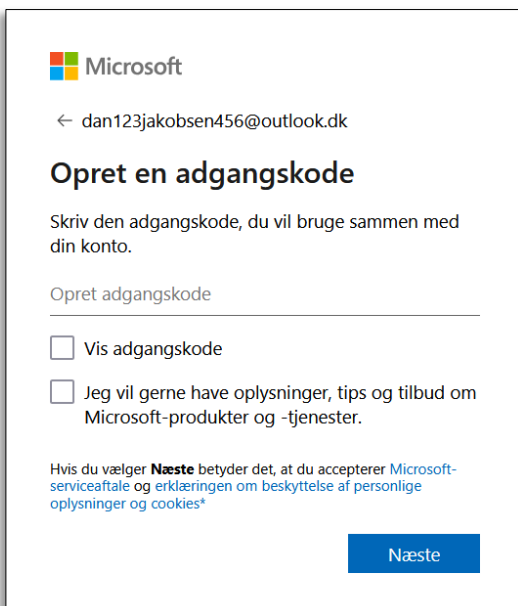 Microsoft
← dan123jakobsen456@outlook.dk
Opret en adgangskode
Skriv den adgangskode, du vil bruge sammen med
din konto.
Opret adgangskode
Vis adgangskode
Jeg vil gerne have oplysninger, tips og tilbud om
Microsoft-produkter og -tjenester.
Hvis du vælger Næste betyder det, at du accepterer Microsoft-
serviceaftale og erklæringen om beskyttelse af personlige
oplysninger og cookies*
Næste